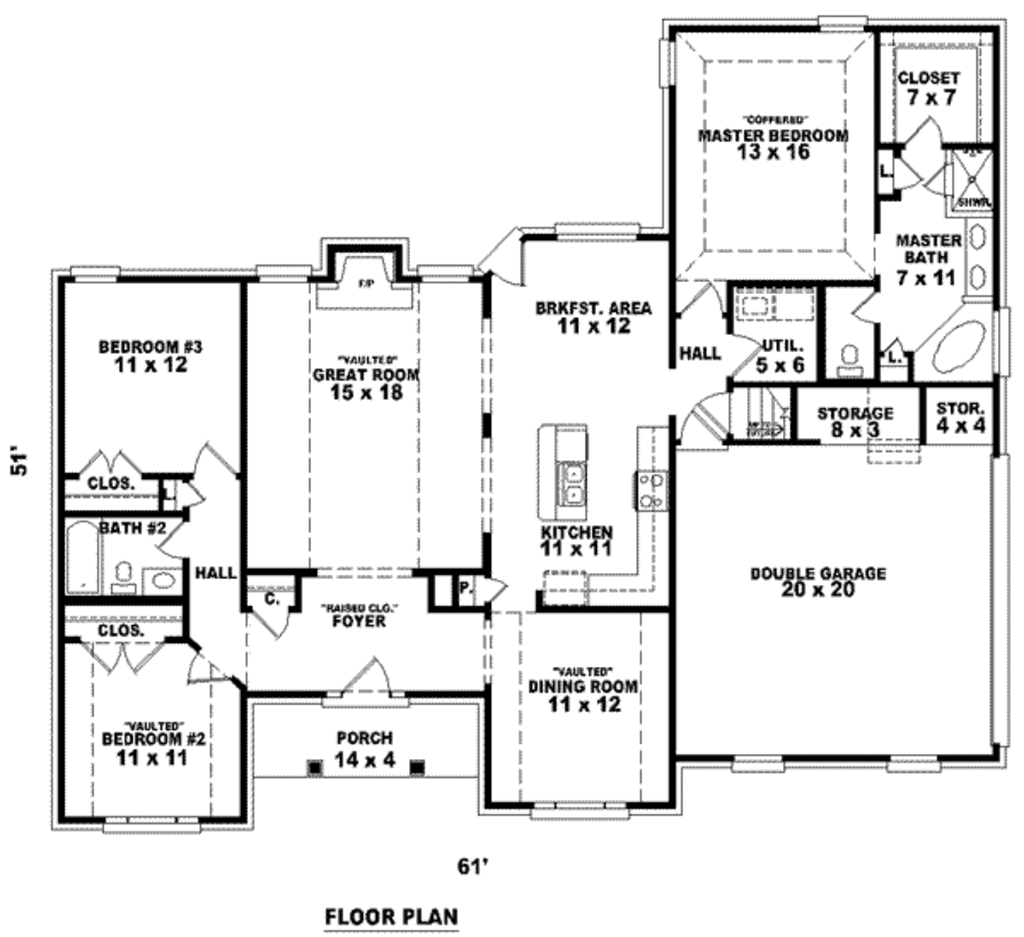 CLOSET
7 x 7
"COFFERED"
MASTER BEDROOM
13 x 16
L.
SHWR.
MASTER
BATH
7 x 11
F/P
BRKFST. AREA
11 x 12
BEDROOM #3
11 x 12
"VAULTED"
GREAT ROOM
15 x 18
HALL
UTIL.
5 x 6
L.
STORAGE
8 x 3
STOR.
4 x 4
51'
CLOS.
L.
BATH #2
KITCHEN
11 x 11
HALL
DOUBLE GARAGE
20 x 20
C.
P.
"RAISED CLG."
FOYER
CLOS.
"VAULTED"
DINING ROOM
11 x 12
"VAULTED"
BEDROOM #2
11 x 11
PORCH
14 x 4
61'
FLOOR PLAN